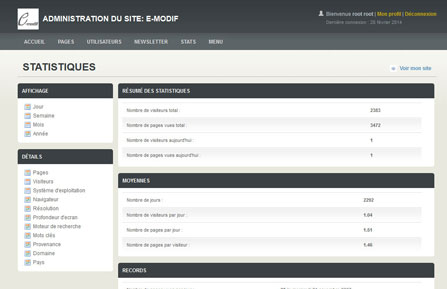 ADMINISTRATION DU SITE: E-MODIF
Bienvenue root root | Mon profil | Déconnexion
Dernière connexion : 28 février 2014
ACCUEIL PAGES UTILISATEURS NEWSLETTER STATS MENU
STATISTIQUES
Voir mon site
AFFICHAGE
Jour
Semaine
Mois
Année
DÉTAILS
Pages
Visiteurs
Système d'exploitation
Navigateur
Résolution
Profondeur d'écran
Moteur de recherche
Mots clés
Provenance
Domaine
Pays
RÉSUMÉ DES STATISTIQUES
Nombre de visiteurs total : 2383
Nombre de pages vues total 3472
Nombre de visiteurs aujourd'hui : 1
Nombre de pages vues aujourd'hui : 1
MOYENNES
Nombre de jours : 2292
Nombre de visiteurs par jour : 1.04
Nombre de pages par jour : 1.51
Nombre de pages par visiteur : 1.46
RECORDS